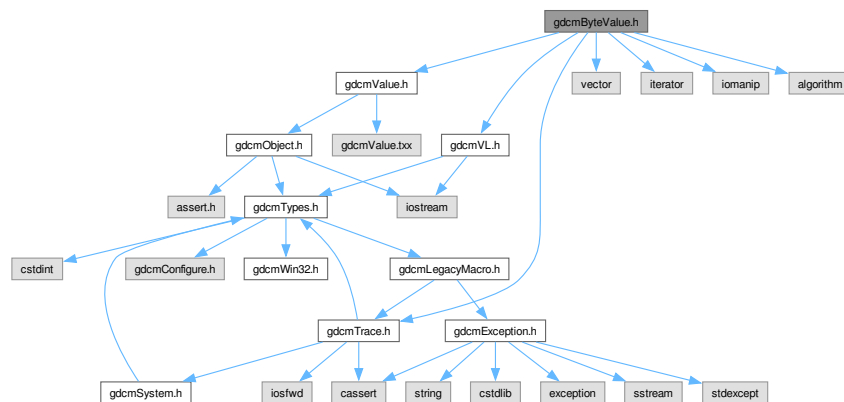 gdcmByteValue.h
gdcmValue.h
vector
iterator
iomanip
algorithm
gdcmObject.h
gdcmValue.txx
gdcmVL.h
assert.h
gdcmTypes.h
iostream
cstdint
gdcmConfigure.h
gdcmWin32.h
gdcmLegacyMacro.h
gdcmTrace.h
gdcmException.h
gdcmSystem.h
iosfwd
cassert
string
cstdlib
exception
sstream
stdexcept